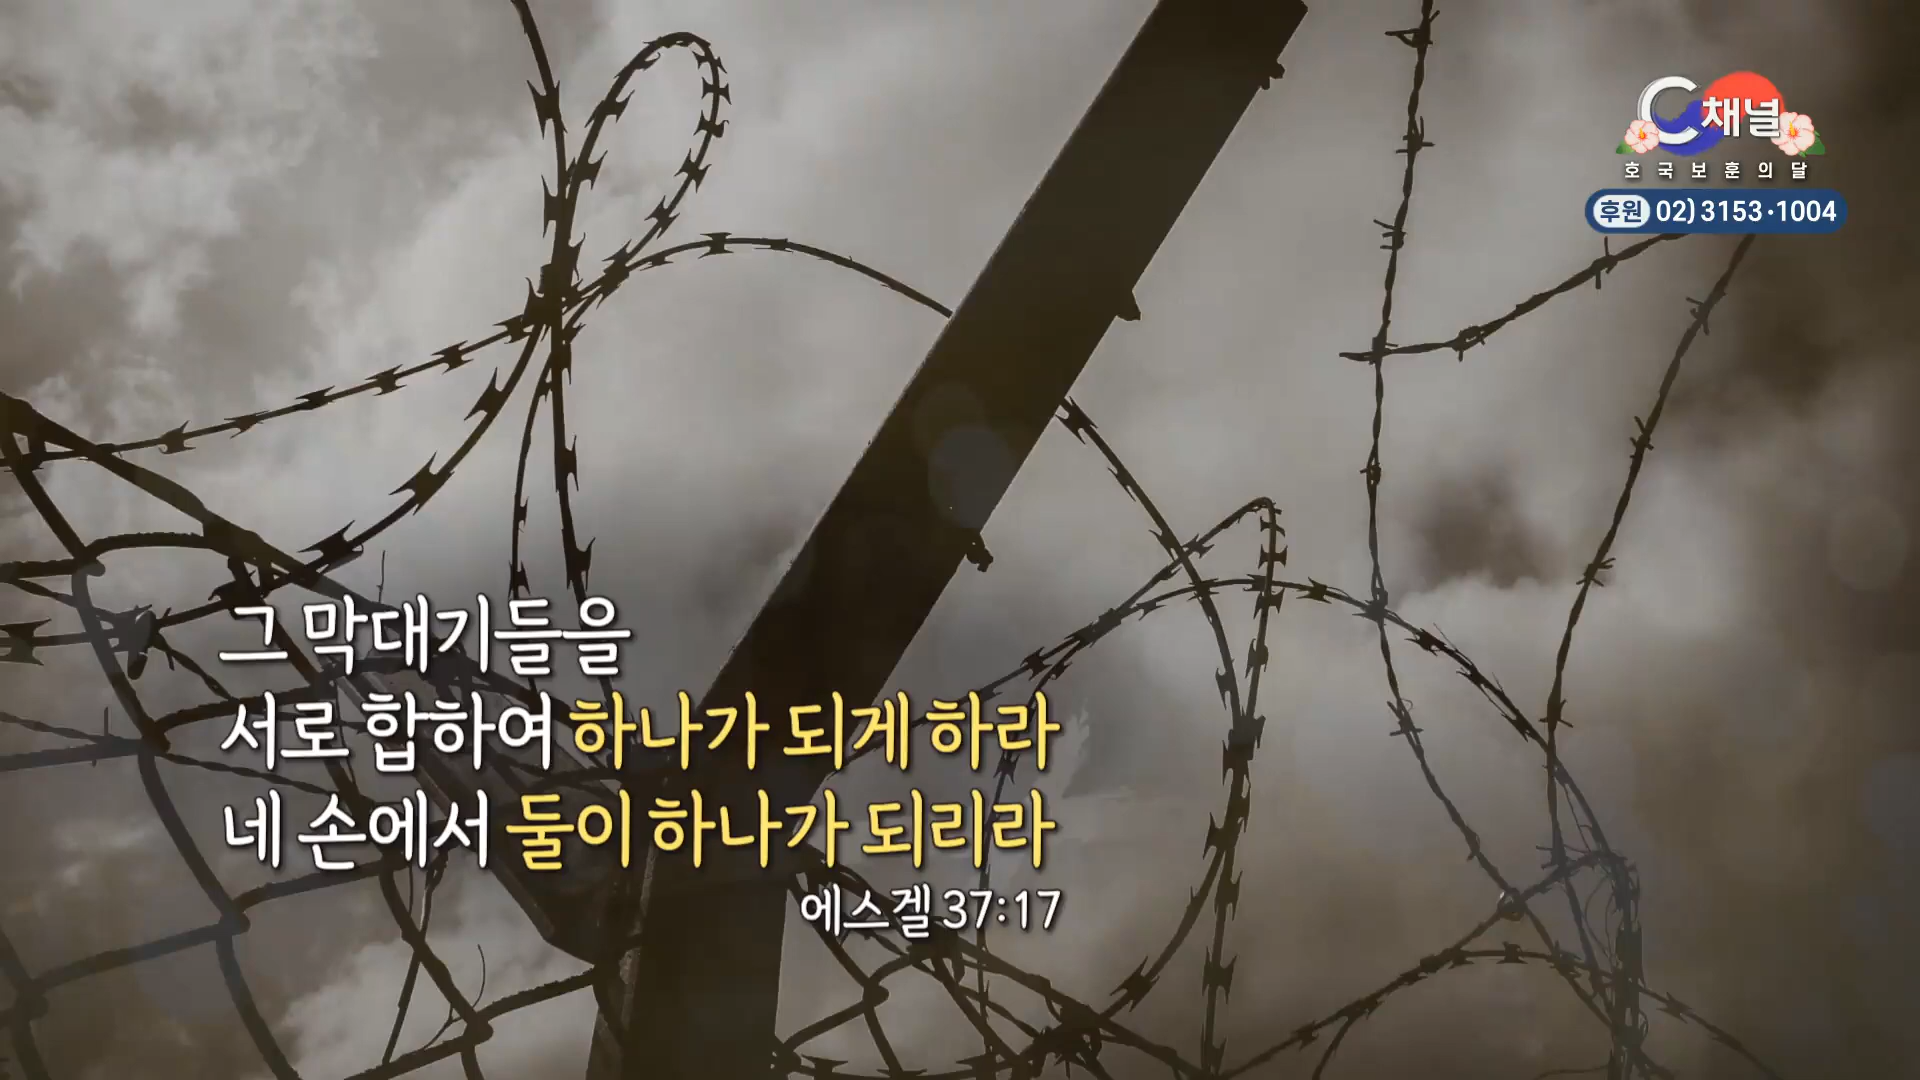 C채널
호국보훈의달
후원 02)3153·1004
그 막대기들을
서로 합하여 하나가 되게 하라
네 손에서 둘이 하나가 되리라
에스겔 37:17